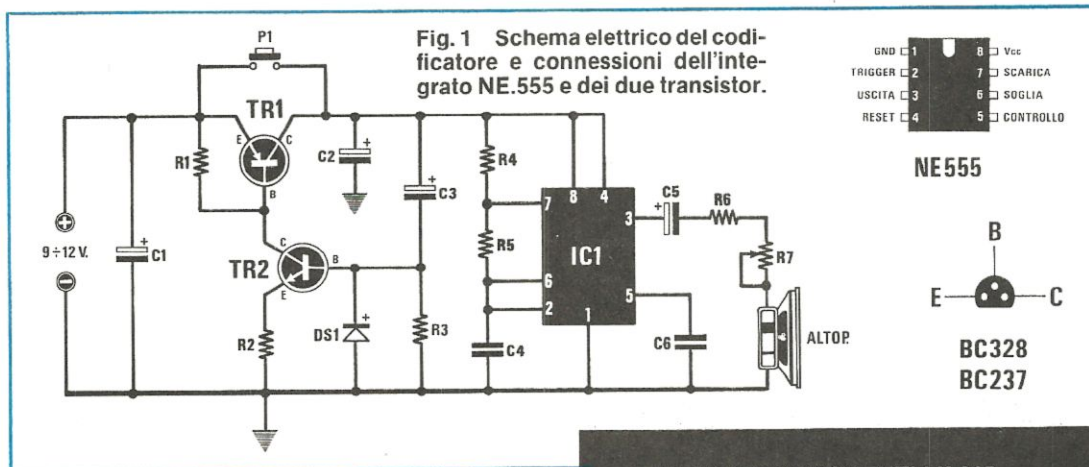 P1
Fig. 1 Schema elettrico del codi-
ficatore e connessioni dell'inte-
grato NE.555 e dei due transistor.
TR1
E
C
B
R1
C2
C3
R4
R5
7
8
4
3
6
2
1
5
IC1
C5
R6
R7
9÷12 V.
C1
TR2
C
B
E
R2
DS1
R3
C4
C6
ALTOP.
GND 1
TRIGGER 2
USCITA 3
RESET 4
8 Vcc
7 SCARICA
6 SOGLIA
5 CONTROLLO
NE555
B
E
C
BC328
BC237